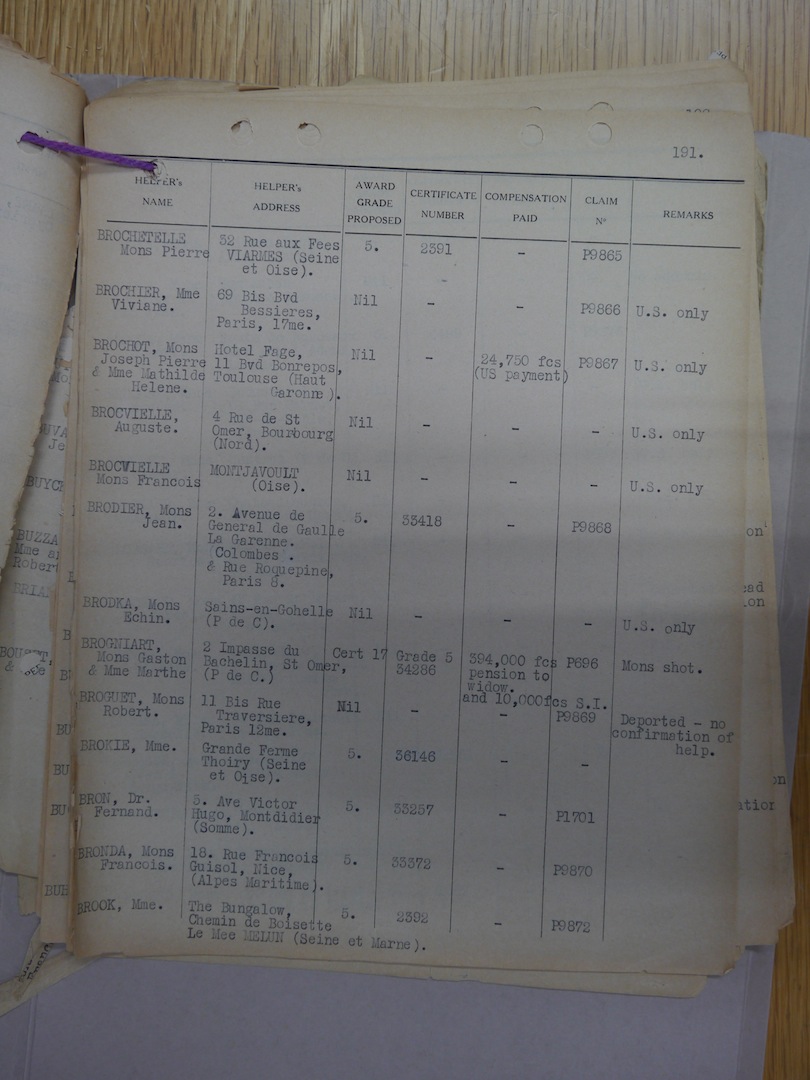 191.
HELPER's NAME | HELPER's ADDRESS | AWARD GRADE PROPOSED | CERTIFICATE NUMBER | COMPENSATION PAID | CLAIM Nº | REMARKS
BROCHETELLE 32 Rue aux Fees 5. 2391 - P9865
Mons Pierre VIARMES (Seine
et Oise).
BROCHIER, Mme 69 Bis Bvd Nil - - P9866 U.S. only
Viviane. Bessieres,
Paris, 17me.
BROCHOT, Mons Hotel Fage, Nil - 24,750 fcs P9867 U.S. only
Joseph Pierre 11 Bvd Bonrepos, (US payment)
& Mme Mathilde Toulouse (Haut
Helene. Garonne ).
BROCVIELLE, 4 Rue de St Nil - - - U.S. only
Auguste. Omer, Bourbourg
(Nord).
BROCVIELLE MONTJAVOULT Nil - - - U.S. only
Mons Francois (Oise).
BRODIER, Mons 2. Avenue de 5. 33418 - P9868
Jean. General de Gaulle
La Garenne.
Colombes .
& Rue Roquepine,
Paris 8.
BRODKA, Mons Sains-en-Gohelle Nil - - - U.S. only
Echin. (P de C).
BROGNIART, 2 Impasse du Cert 17 Grade 5 394,000 fcs P696 Mons shot.
Mons Gaston Bachelin, St Omer, 34286 pension to
& Mme Marthe (P de C.) widow.
and 10,000fcs S.I.
BROGUET, Mons 11 Bis Rue Nil - - P9869 Deported - no
Robert. Traversiere, confirmation of
Paris 12me. help.
BROKIE, Mme. Grande Ferme 5. 36146 - -
Thoiry (Seine
et Oise).
BRON, Dr. 5. Ave Victor 5. 33257 - P1701
Fernand. Hugo, Montdidier
(Somme).
BRONDA, Mons 18. Rue Francois 5. 33372 - P9870
Francois. Guisol, Nice,
(Alpes Maritime).
BROOK, Mme. The Bungalow, 5. 2392 - P9872
Chemin de Boisette
Le Mee MELUN (Seine et Marne).